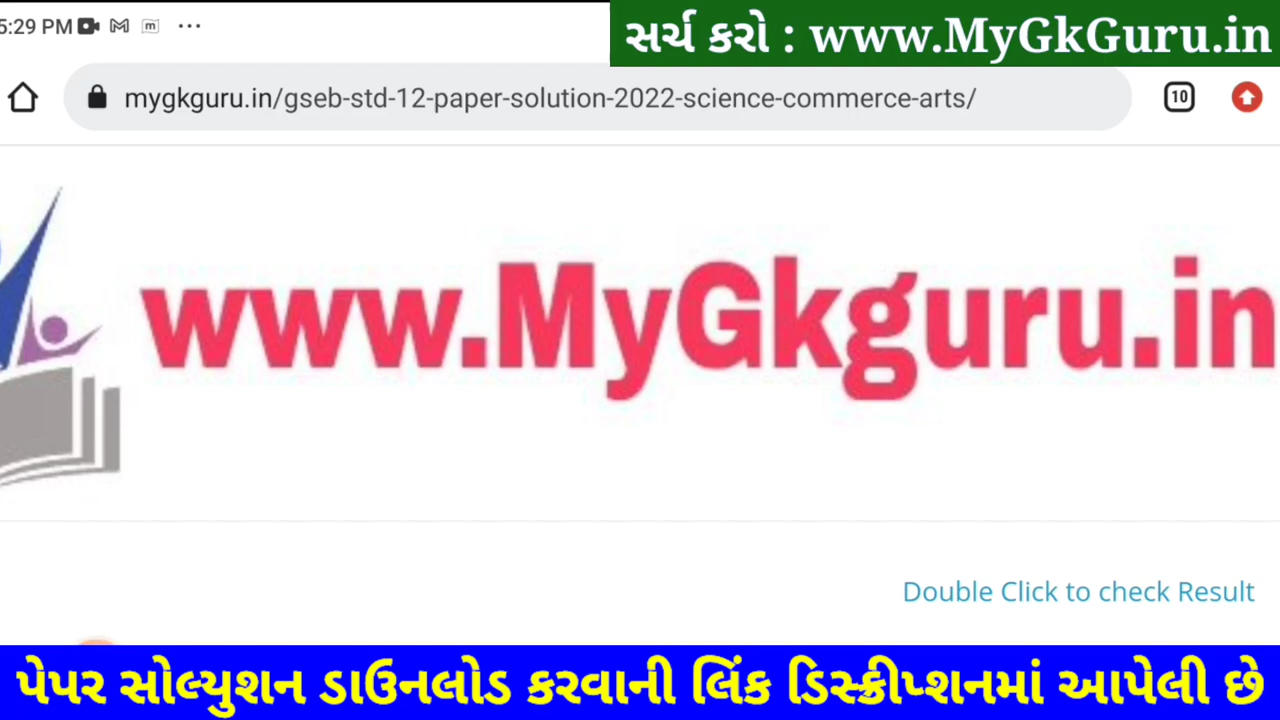 5:29 PM
સર્ચ કરો : www.MyGkGuru.in
mygkguru.in/gseb-std-12-paper-solution-2022-science-commerce-arts/
10
www.MyGkguru.in
Double Click to check Result
પેપર સોલ્યુશન ડાઉનલોડ કરવાની લિંક ડિસ્ક્રીપ્શનમાં આપેલી છે